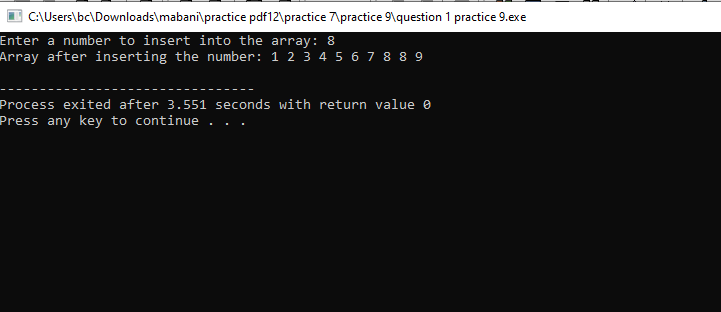 C:\Users\bc\Downloads\mabani\practice pdf12\practice 7\practice 9\question 1 practice 9.exe
Enter a number to insert into the array: 8
Array after inserting the number: 1 2 3 4 5 6 7 8 8 9
--------------------------------
Process exited after 3.551 seconds with return value 0
Press any key to continue . . .